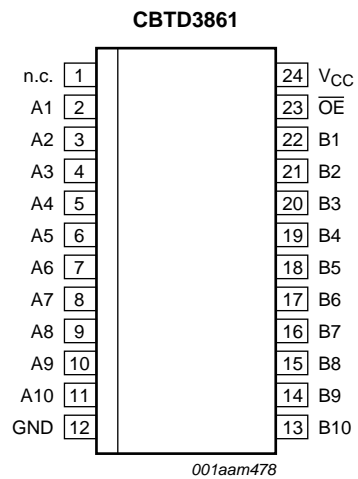 CBTD3861
n.c. 1 24 VCC
A1 2 23 O̅E̅
A2 3 22 B1
A3 4 21 B2
A4 5 20 B3
A5 6 19 B4
A6 7 18 B5
A7 8 17 B6
A8 9 16 B7
A9 10 15 B8
A10 11 14 B9
GND 12 13 B10
001aam478